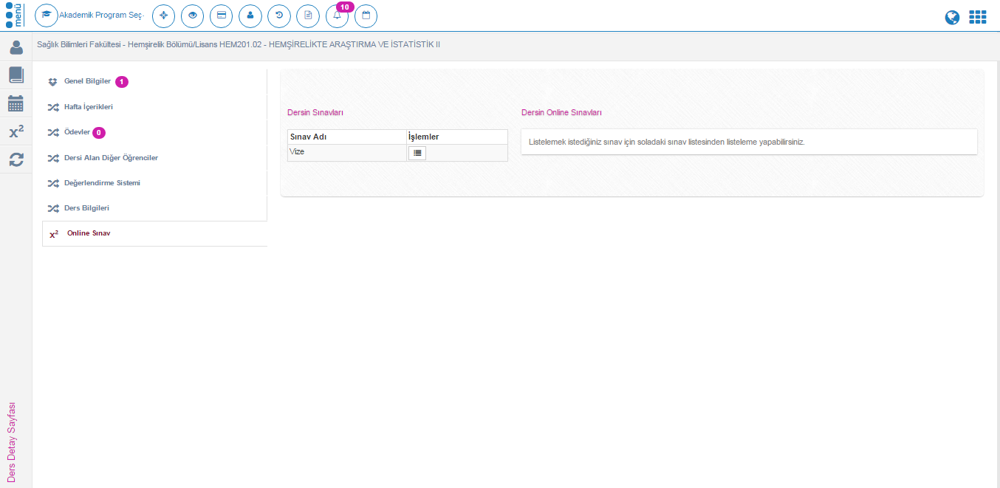 menü
Akademik Program Seç-
10
Sağlık Bilimleri Fakültesi - Hemşirelik Bölümü/Lisans HEM201.02 - HEMŞİRELİKTE ARAŞTIRMA VE İSTATİSTİK II
Genel Bilgiler 1
Hafta İçerikleri
Ödevler 0
Dersi Alan Diğer Öğrenciler
Değerlendirme Sistemi
Ders Bilgileri
x² Online Sınav
x²
Ders Detay Sayfası
Dersin Sınavları
Sınav Adı İşlemler
Vize
Dersin Online Sınavları
Listelemek istediğiniz sınav için soladaki sınav listesinden listeleme yapabilirsiniz.